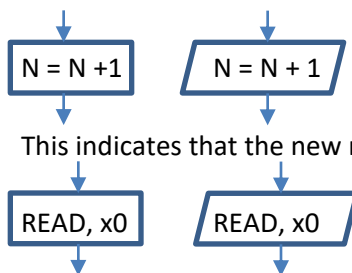 N = N +1 N = N + 1
This indicates that the new
READ, x0 READ, x0